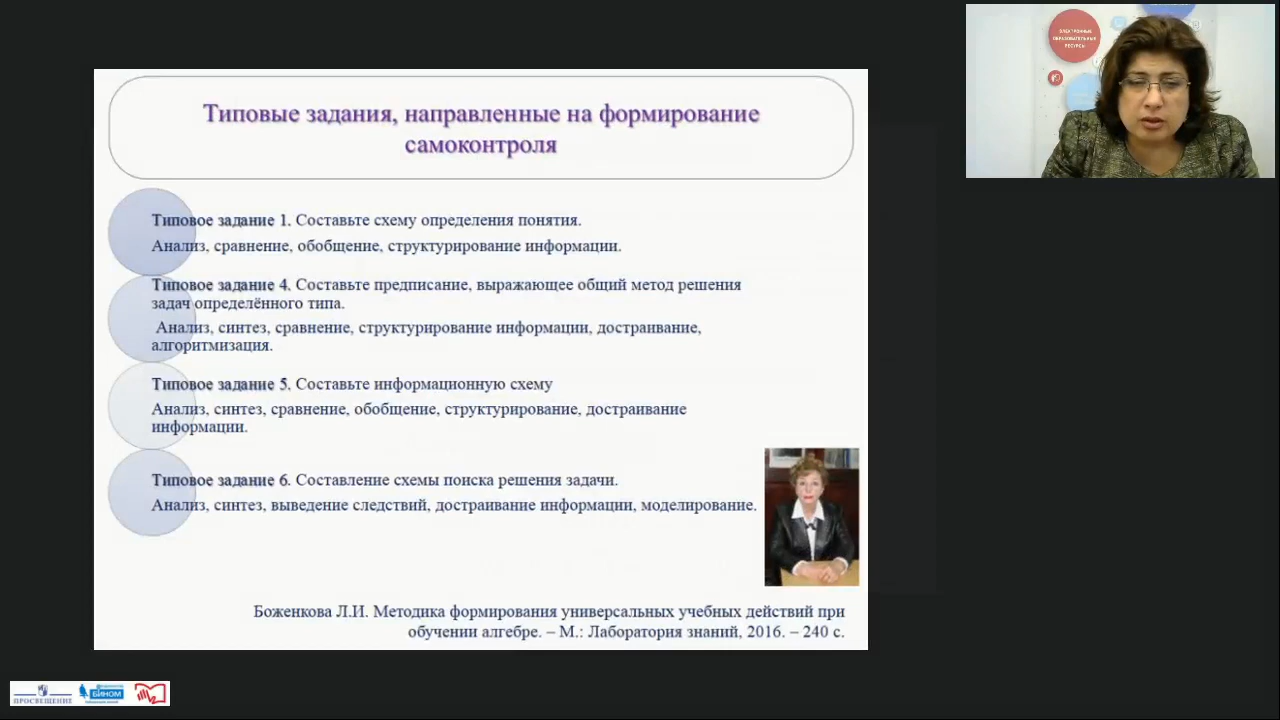 Типовые задания, направленные на формирование
самоконтроля
Типовое задание 1. Составьте схему определения понятия.
Анализ, сравнение, обобщение, структурирование информации.
Типовое задание 4. Составьте предписание, выражающее общий метод решения
задач определённого типа.
Анализ, синтез, сравнение, структурирование информации, достраивание,
алгоритмизация.
Типовое задание 5. Составьте информационную схему
Анализ, синтез, сравнение, обобщение, структурирование, достраивание
информации.
Типовое задание 6. Составление схемы поиска решения задачи.
Анализ, синтез, выведение следствий, достраивание информации, моделирование.
Боженкова Л.И. Методика формирования универсальных учебных действий при
обучении алгебре. – М.: Лаборатория знаний, 2016. – 240 с.
ЭЛЕКТРОННЫЕ
ОБРАЗОВАТЕЛЬНЫЕ
РЕСУРСЫ
ПРОСВЕЩЕНИЕ
БИНОМ